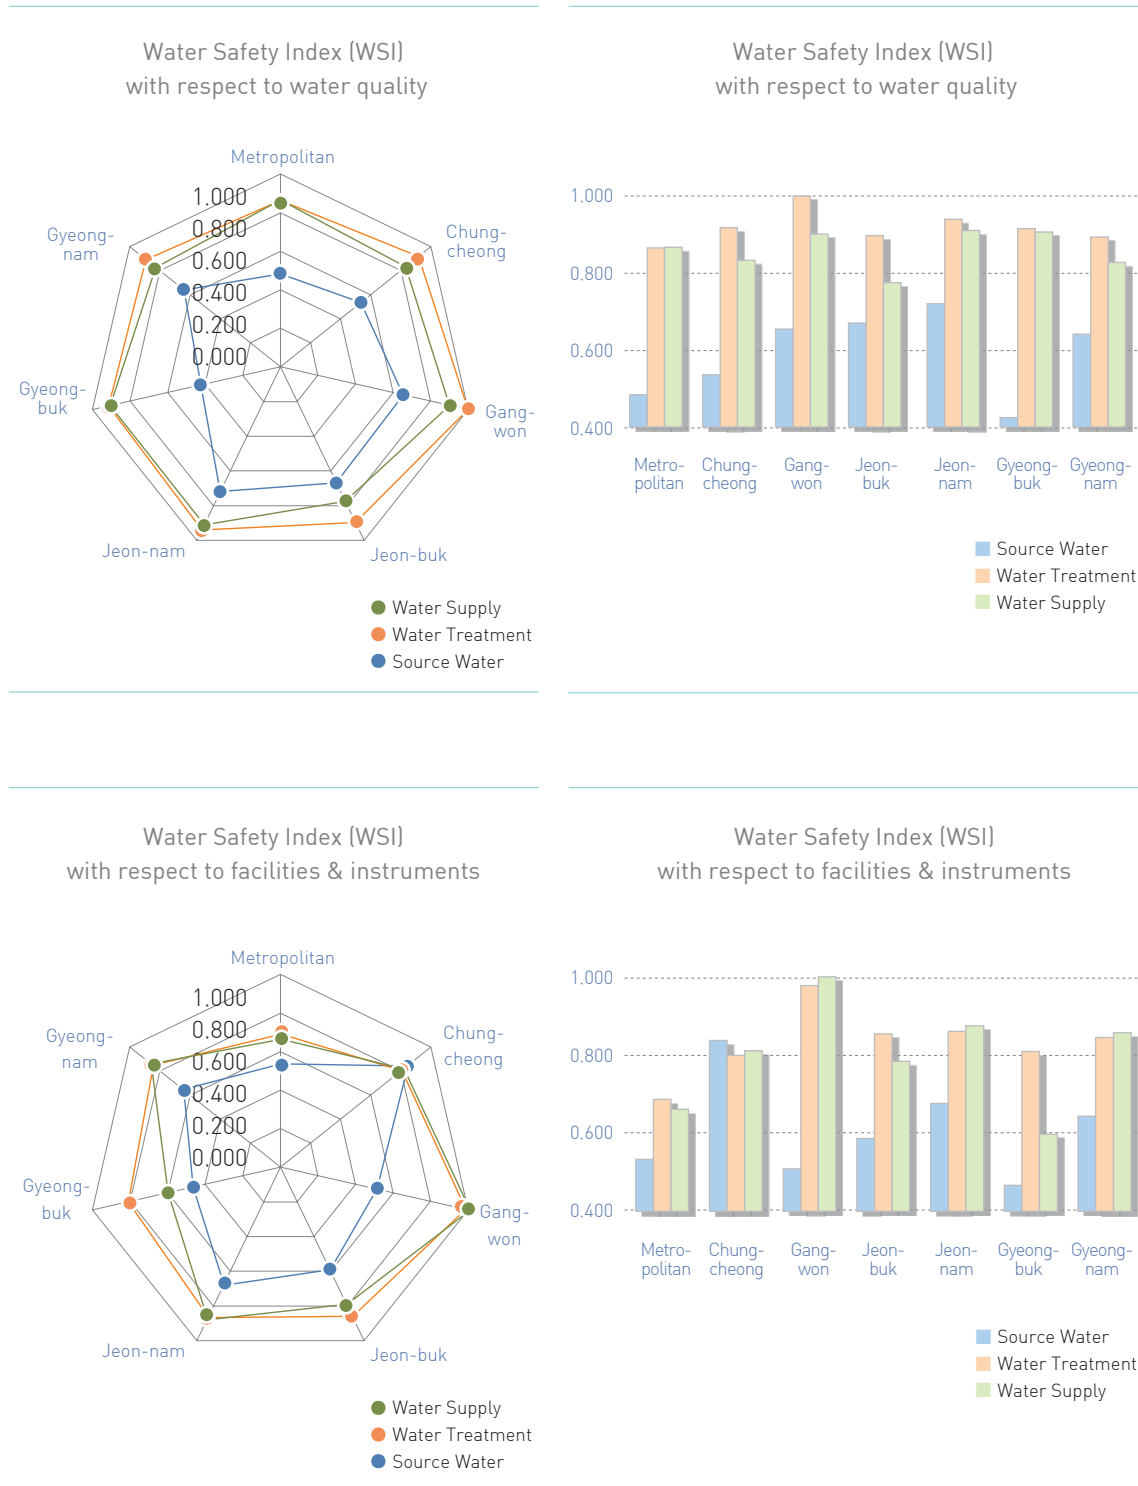 Water Safety Index (WSI)
with respect to water quality
Metropolitan
1.000
0.800
0.600
0.400
0.200
0.000
Chung-
cheong
Gang-
won
Jeon-buk
Jeon-nam
Gyeong-
buk
Gyeong-
nam
Water Supply
Water Treatment
Source Water
Water Safety Index (WSI)
with respect to water quality
1.000
0.800
0.600
0.400
Metro-
politan
Chung-
cheong
Gang-
won
Jeon-
buk
Jeon-
nam
Gyeong-
buk
Gyeong-
nam
Source Water
Water Treatment
Water Supply
Water Safety Index (WSI)
with respect to facilities & instruments
Metropolitan
1.000
0.800
0.600
0.400
0.200
0.000
Chung-
cheong
Gang-
won
Jeon-buk
Jeon-nam
Gyeong-
buk
Gyeong-
nam
Water Supply
Water Treatment
Source Water
Water Safety Index (WSI)
with respect to facilities & instruments
1.000
0.800
0.600
0.400
Metro-
politan
Chung-
cheong
Gang-
won
Jeon-
buk
Jeon-
nam
Gyeong-
buk
Gyeong-
nam
Source Water
Water Treatment
Water Supply